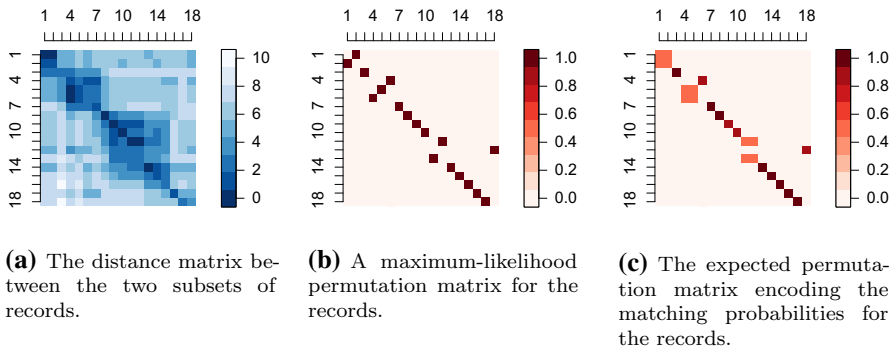 1 4 7 10 14 18
1 4 7 10 14 18
1 4 7 10 14 18
1 4 7 10 14 18
10 8 6 4 2 0
1 4 7 10 14 18
1.0 0.8 0.6 0.4 0.2 0.0
1 4 7 10 14 18
1.0 0.8 0.6 0.4 0.2 0.0
(a) The distance matrix be-
tween the two subsets of
records.
(b) A maximum-likelihood
permutation matrix for the
records.
(c) The expected permuta-
tion matrix encoding the
matching probabilities for
the records.